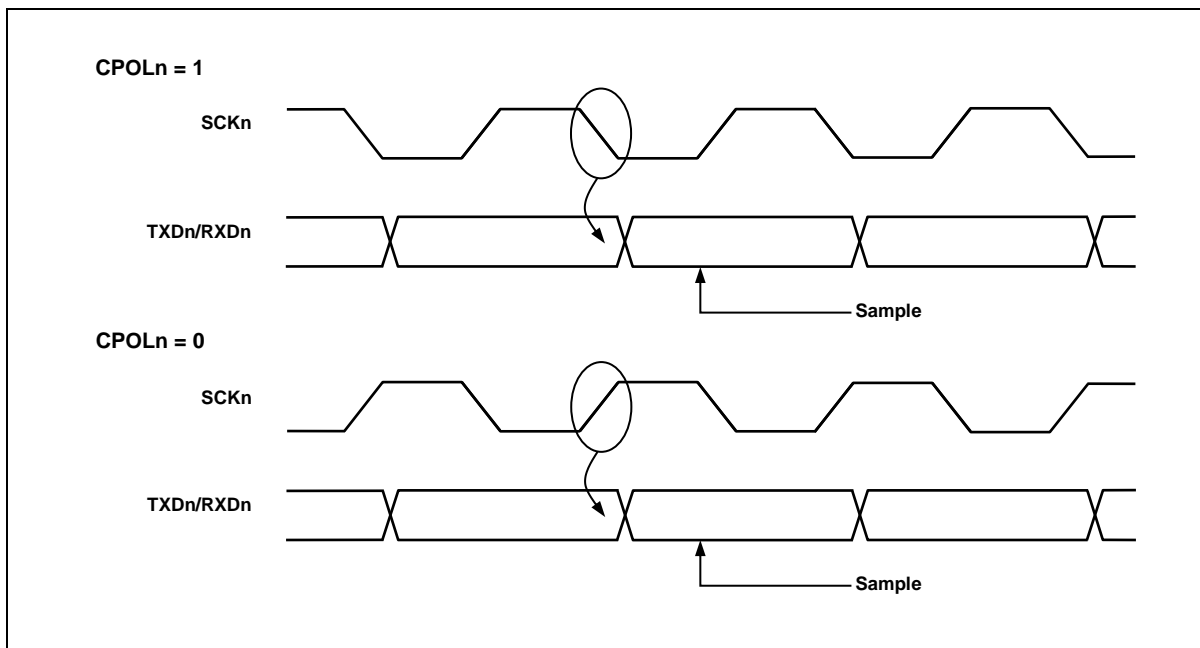 CPOLn = 1
SCKn
TXDn/RXDn
Sample
CPOLn = 0
SCKn
TXDn/RXDn
Sample